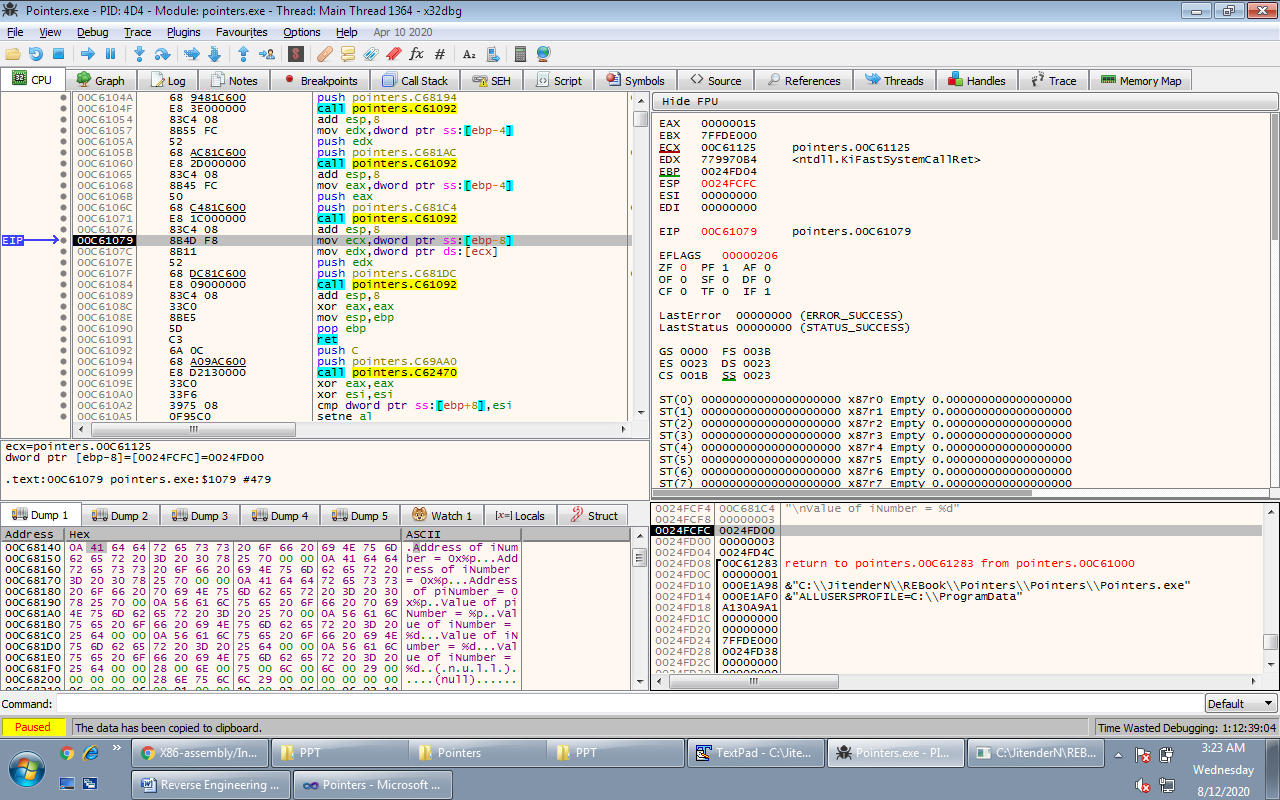 Pointers.exe - PID: 4D4 - Module: pointers.exe - Thread: Main Thread 1364 - x32dbg
File View Debug Trace Plugins Favourites Options Help Apr 10 2020
CPU Graph Log Notes Breakpoints Call Stack SEH Script Symbols Source References Threads Handles Trace Memory Map
00C6104A 68 9481C600 push pointers.C68194
00C6104F E8 3E000000 call pointers.C61092
00C61054 83C4 08 add esp,8
00C61057 8B55 FC mov edx,dword ptr ss:[ebp-4]
00C6105A 52 push edx
00C6105B 68 AC81C600 push pointers.C681AC
00C61060 E8 2D000000 call pointers.C61092
00C61065 83C4 08 add esp,8
00C61068 8B45 FC mov eax,dword ptr ss:[ebp-4]
00C6106B 50 push eax
00C6106C 68 C481C600 push pointers.C681C4
00C61071 E8 1C000000 call pointers.C61092
00C61076 83C4 08 add esp,8
EIP 00C61079 8B4D F8 mov ecx,dword ptr ss:[ebp-8]
00C6107C 8B11 mov edx,dword ptr ds:[ecx]
00C6107E 52 push edx
00C6107F 68 DC81C600 push pointers.C681DC
00C61084 E8 09000000 call pointers.C61092
00C61089 83C4 08 add esp,8
00C6108C 33C0 xor eax,eax
00C6108E 8BE5 mov esp,ebp
00C61090 5D pop ebp
00C61091 C3 ret
00C61092 6A 0C push C
00C61094 68 A09AC600 push pointers.C69AA0
00C61099 E8 D2130000 call pointers.C62470
00C6109E 33C0 xor eax,eax
00C610A0 33F6 xor esi,esi
00C610A2 3975 08 cmp dword ptr ss:[ebp+8],esi
00C610A5 0F95C0 setne al
ecx=pointers.00C61125
dword ptr [ebp-8]=[0024FCFC]=0024FD00
.text:00C61079 pointers.exe:$1079 #479
Hide FPU
EAX 00000015
EBX 7FFDE000
ECX 00C61125 pointers.00C61125
EDX 779970B4 <ntdll.KiFastSystemCallRet>
EBP 0024FD04
ESP 0024FCFC
ESI 00000000
EDI 00000000
EIP 00C61079 pointers.00C61079
EFLAGS 00000206
ZF 0 PF 1 AF 0
OF 0 SF 0 DF 0
CF 0 TF 0 IF 1
LastError 00000000 (ERROR_SUCCESS)
LastStatus 00000000 (STATUS_SUCCESS)
GS 0000 FS 003B
ES 0023 DS 0023
CS 001B SS 0023
ST(0) 00000000000000000000 x87r0 Empty 0.000000000000000000
ST(1) 00000000000000000000 x87r1 Empty 0.000000000000000000
ST(2) 00000000000000000000 x87r2 Empty 0.000000000000000000
ST(3) 00000000000000000000 x87r3 Empty 0.000000000000000000
ST(4) 00000000000000000000 x87r4 Empty 0.000000000000000000
ST(5) 00000000000000000000 x87r5 Empty 0.000000000000000000
ST(6) 00000000000000000000 x87r6 Empty 0.000000000000000000
ST(7) 00000000000000000000 x87r7 Empty 0.000000000000000000
Dump 1 Dump 2 Dump 3 Dump 4 Dump 5 Watch 1 Locals Struct
Address Hex ASCII
00C68140 0A 41 64 64 72 65 73 73 20 6F 66 20 69 4E 75 6D .Address of iNum
00C68150 62 65 72 20 3D 20 30 78 25 70 00 00 0A 41 64 64 ber = 0x%p...Add
00C68160 72 65 73 73 20 6F 66 20 69 4E 75 6D 62 65 72 20 ress of iNumber 
00C68170 3D 20 30 78 25 70 00 00 0A 41 64 64 72 65 73 73 = 0x%p...Address
00C68180 20 6F 66 20 70 69 4E 75 6D 62 65 72 20 3D 20 30 of piNumber = 0
00C68190 78 25 70 00 0A 56 61 6C 75 65 20 6F 66 20 70 69 x%p..Value of pi
00C681A0 4E 75 6D 62 65 72 20 3D 20 25 70 00 0A 56 61 6C Number = %p..Val
00C681B0 75 65 20 6F 66 20 69 4E 75 6D 62 65 72 20 3D 20 ue of iNumber = 
00C681C0 25 64 00 00 0A 56 61 6C 75 65 20 6F 66 20 69 4E %d...Value of iN
00C681D0 75 6D 62 65 72 20 3D 20 25 64 00 00 0A 56 61 6C umber = %d...Val
00C681E0 75 65 20 6F 66 20 69 4E 75 6D 62 65 72 20 3D 20 ue of iNumber = 
00C681F0 25 64 00 00 28 00 6E 00 75 00 6C 00 6C 00 29 00 %d..(.n.u.l.l.).
00C68200 00 00 00 00 28 6E 75 6C 6C 29 00 00 00 00 00 00 ....(null)......
0024FCF4 00C681C4 "\nValue of iNumber = %d"
0024FCF8 00000003
0024FCFC 0024FD00
0024FD00 00000003
0024FD04 0024FD4C
0024FD08 00C61283 return to pointers.00C61283 from pointers.00C61000
0024FD0C 00000001
0024FD10 000E1A98 &"C:\\JitenderN\\REBook\\Pointers\\Pointers\\Pointers.exe"
0024FD14 000E1AF0 &"ALLUSERSPROFILE=C:\\ProgramData"
0024FD18 A130A9A1
0024FD1C 00000000
0024FD20 00000000
0024FD24 7FFDE000
0024FD28 0024FD38
0024FD2C 00000000
Command: Default
Paused The data has been copied to clipboard. Time Wasted Debugging: 1:12:39:04
X86-assembly/In... PPT Pointers PPT TextPad - C:\Jite... Pointers.exe - PI... C:\JitenderN\REB...
Reverse Engineering ... Pointers - Microsoft ...
3:23 AM
Wednesday
8/12/2020